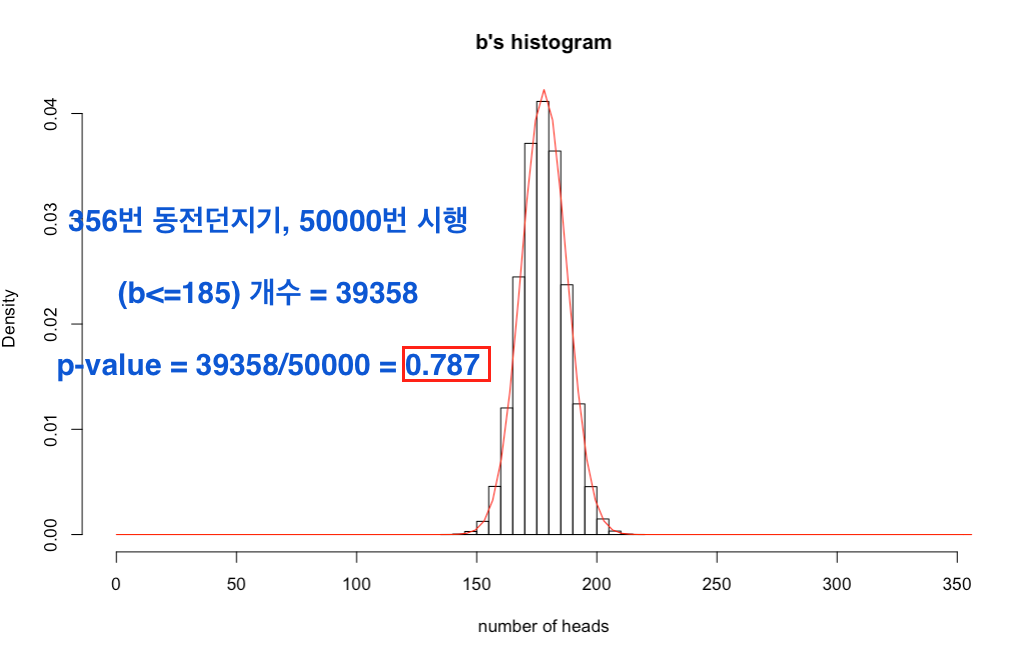 b's histogram
0.04
0.03
0.02
0.01
0.00
Density
356번 동전던지기, 50000번 시행
(b<=185) 개수 = 39358
p-value = 39358/50000 = 0.787
0 50 100 150 200 250 300 350
number of heads